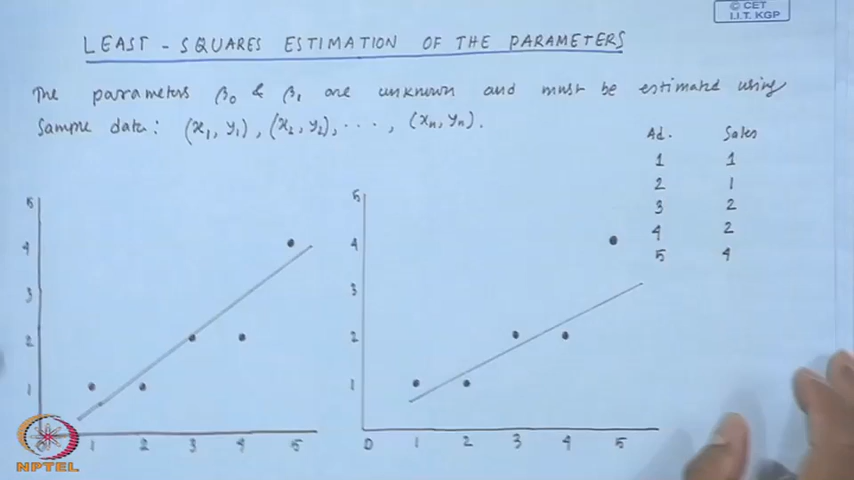 © CET
I.I.T. KGP
LEAST - SQUARES ESTIMATION OF THE PARAMETERS
The parameters β0 & β1 are unknown and must be estimated using
Sample data: (x1, y1), (x2, y2), ..., (xn, yn).
Ad. Sales
1 1
2 1
3 2
4 2
5 4
5
4
3
2
1
1 2 3 4 5
5
4
3
2
1
0 1 2 3 4 5
NPTEL